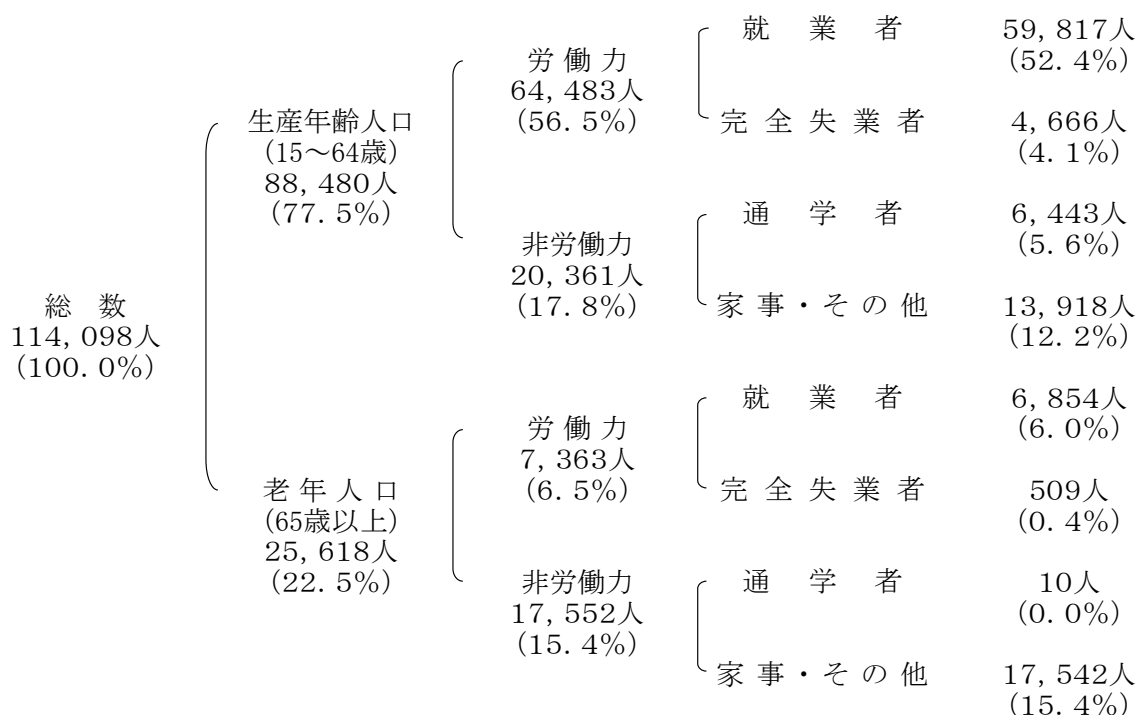 総 数
114, 098人
(100. 0%)
生産年齢人口
(15〜64歳)
88, 480人
(77. 5%)
労 働 力
64, 483人
(56. 5%)
就 業 者
59, 817人
(52. 4%)
完 全 失 業 者
4, 666人
(4. 1%)
非労働力
20, 361人
(17. 8%)
通 学 者
6, 443人
(5. 6%)
家 事 ・ そ の 他
13, 918人
(12. 2%)
老 年 人 口
(65歳以上)
25, 618人
(22. 5%)
労 働 力
7, 363人
(6. 5%)
就 業 者
6, 854人
(6. 0%)
完 全 失 業 者
509人
(0. 4%)
非労働力
17, 552人
(15. 4%)
通 学 者
10人
(0. 0%)
家 事 ・ そ の 他
17, 542人
(15. 4%)